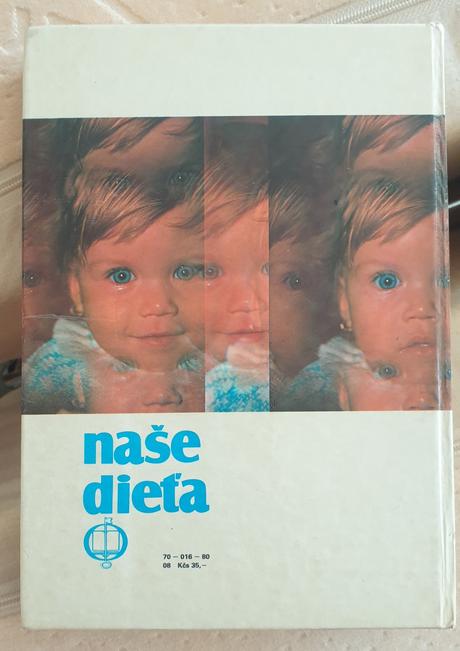 naše
dieťa
70 — 016 — 80
08 Kčs 35,—